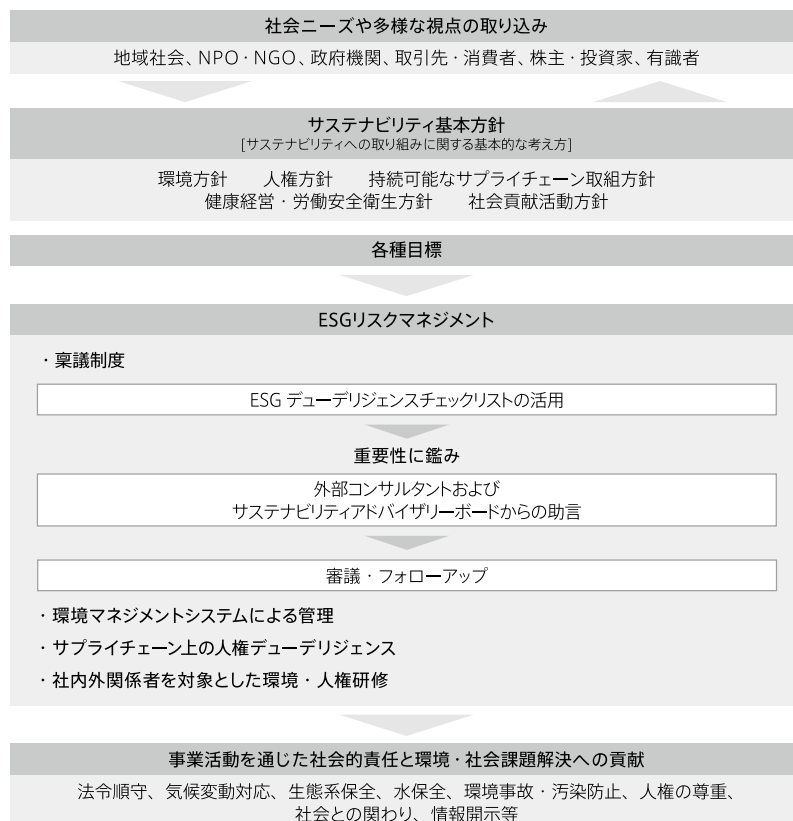 社会ニーズや多様な視点の取り込み
地域社会、NPO・NGO、政府機関、取引先・消費者、株主・投資家、有識者
サステナビリティ基本方針
[サステナビリティへの取り組みに関する基本的な考え方]
環境方針　人権方針　持続可能なサプライチェーン取組方針
健康経営・労働安全衛生方針　社会貢献活動方針
各種目標
ESGリスクマネジメント
・稟議制度
ESG デューデリジェンスチェックリストの活用
重要性に鑑み
外部コンサルタントおよび
サステナビリティアドバイザリーボードからの助言
審議・フォローアップ
・環境マネジメントシステムによる管理
・サプライチェーン上の人権デューデリジェンス
・社内外関係者を対象とした環境・人権研修
事業活動を通じた社会的責任と環境・社会課題解決への貢献
法令順守、気候変動対応、生態系保全、水保全、環境事故・汚染防止、人権の尊重、
社会との関わり、情報開示等